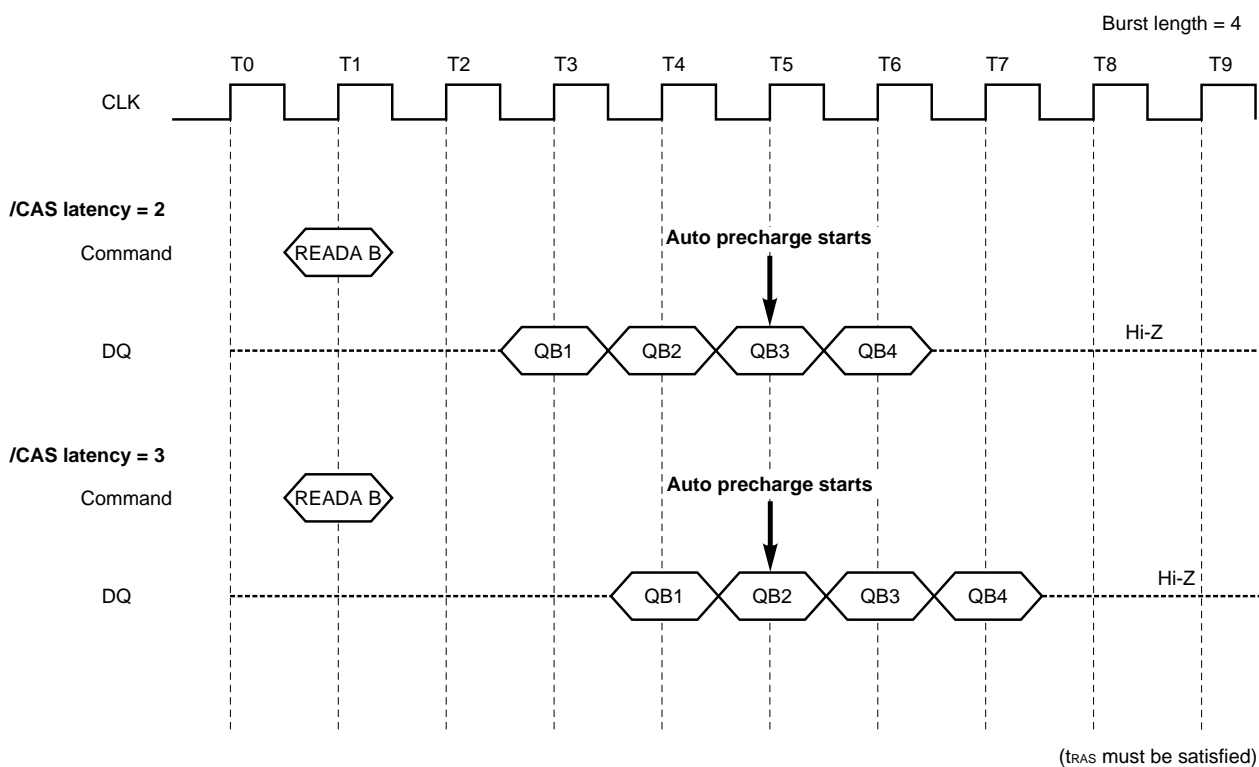 Burst length = 4
T0 T1 T2 T3 T4 T5 T6 T7 T8 T9
CLK
/CAS latency = 2
Command READA B Auto precharge starts
DQ QB1 QB2 QB3 QB4 Hi-Z
/CAS latency = 3
Command READA B Auto precharge starts
DQ QB1 QB2 QB3 QB4 Hi-Z
(tRAS must be satisfied)